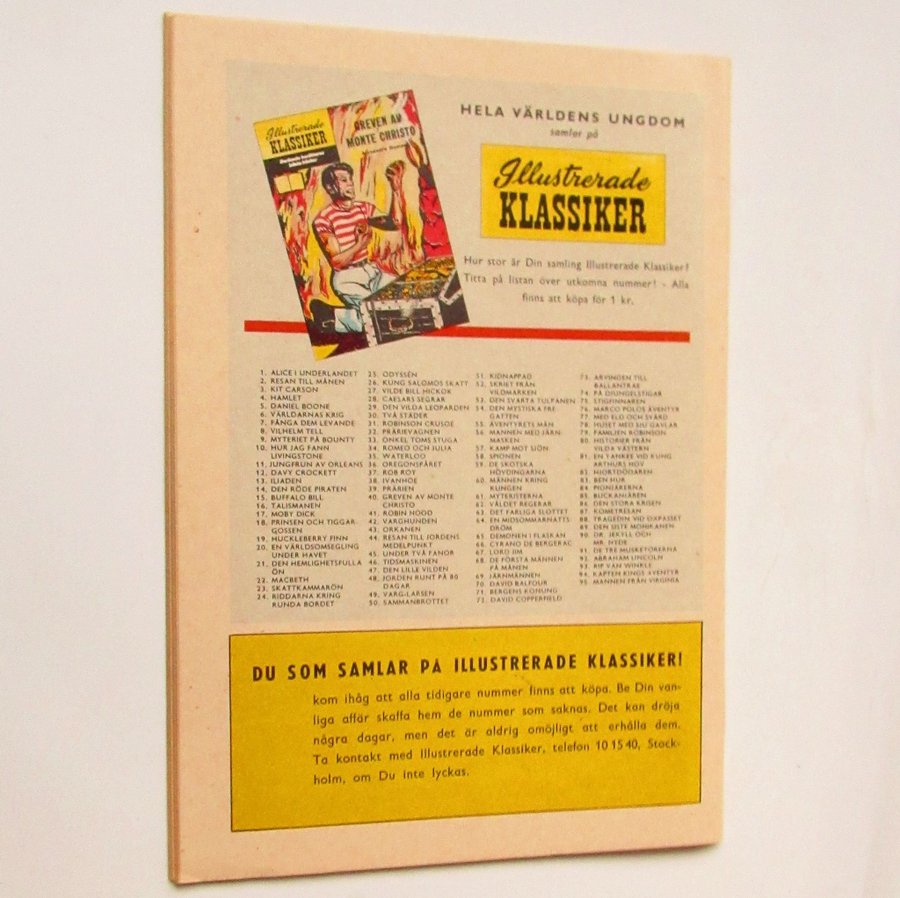 Illustrerade
KLASSIKER
GREVEN AV
MONTE CHRISTO
HELA VÄRLDENS UNGDOM
samlar på
Illustrerade
KLASSIKER
Hur stor är Din samling Illustrerade Klassiker?
Titta på listan över utkomna nummer! - Alla
finns att köpa för 1 kr.
1. ALICE I UNDERLANDET
2. RESAN TILL MÅNEN
3. KIT CARSON
4. HAMLET
5. DANIEL BOONE
6. VÄRLDARNAS KRIG
7. FÅNGA DEM LEVANDE
8. VILHELM TELL
9. MYTERIET PÅ BOUNTY
10. HUR JAG FANN
LIVINGSTONE
11. JUNGFRUN AV ORLEANS
12. DAVY CROCKETT
13. ILIADEN
14. DEN RÖDE PIRATEN
15. BUFFALO BILL
16. TALISMANEN
17. MOBY DICK
18. PRINSEN OCH TIGGAR-
GOSSEN
19. HUCKLEBERRY FINN
20. EN VÄRLDSOMSEGLING
UNDER HAVET
21. DEN HEMLIGHETSFULLA
ÖN
22. MACBETH
23. SKATTKAMMARÖN
24. RIDDARNA KRING
RUNDA BORDET
25. ODYSSÉN
26. KUNG SALOMOS SKATT
27. VILDE BILL HICKOK
28. CAESARS SEGRAR
29. DEN VILDA LEOPARDEN
30. TVÅ STÄDER
31. ROBINSON CRUSOE
32. PRÄRIEVAGNEN
33. ONKEL TOMS STUGA
34. ROMEO OCH JULIA
35. WATERLOO
36. OREGONSPÅRET
37. ROB ROY
38. IVANHOE
39. PRÄRIEN
40. GREVEN AV MONTE
CHRISTO
41. ROBIN HOOD
42. VARGHUNDEN
43. ORKANEN
44. RESAN TILL JORDENS
MEDELPUNKT
45. UNDER TVÅ FANOR
46. TIDSMASKINEN
47. DEN LILLE VILDEN
48. JORDEN RUNT PÅ 80
DAGAR
49. VARG-LARSEN
50. SAMMANBROTTET
51. KIDNAPPAD
52. SKRIET FRÅN
VILDMARKEN
53. DEN SVARTA TULPANEN
54. DEN MYSTISKA FRE
GATTEN
55. ÄVENTYRETS MÄN
56. MANNEN MED JÄRN-
MASKEN
57. KAMP MOT SJÖN
58. SPIONEN
59. DE SKOTSKA
HÖVDINGARNA
60. MANNEN KRING
KUNGEN
61. MYTERISTERNA
62. VÅLDET REGERAR
63. DET FARLIGA SLOTTET
64. EN MIDSOMMARNATTS-
DRÖM
65. DEMONEN I FLASKAN
66. CYRANO DE BERGERAC
67. LORD JIM
68. DE FÖRSTA MÄNNEN
PÅ MÅNEN
69. JÄRNMANNEN
70. DAVID BALFOUR
71. BERGENS KONUNG
72. DAVID COPPERFIELD
73. ARVINGEN TILL
BALLANTRAE
74. PÅ DJUNGELSTIGAR
75. STIGFINNAREN
76. MARCO POLOS ÄVENTYR
77. MED ELD OCH SVÄRD
78. HUSET MED SJU GAVLAR
79. FAMILJEN ROBINSON
80. HISTORIER FRÅN
VILDA VÄSTERN
81. EN YANKEE VID KUNG
ARTHURS HOV
82. HJORTDÖDAREN
83. BEN HUR
84. PIONJÄRERNA
85. BUCKANJÄREN
86. DEN STORA KRIGEN
87. KOMETRESAN
88. TRAGEDIN VID OXPASSET
89. DEN SISTE MOHIKANEN
90. DR. JEKYLL OCH
MR. HYDE
91. DE TRE MUSKETÖRERNA
92. ABRAHAM LINCOLN
93. RIP VAN WINKLE
94. KAPTEN KINGS ÄVENTYR
95. MANNEN FRÅN VIRGINIA
DU SOM SAMLAR PÅ ILLUSTRERADE KLASSIKER!
kom ihåg att alla tidigare nummer finns att köpa. Be Din van-
liga affär skaffa hem de nummer som saknas. Det kan dröja
några dagar, men det är aldrig omöjligt att erhålla dem.
Ta kontakt med Illustrerade Klassiker, telefon 10 15 40, Stock-
holm, om Du inte lyckas.